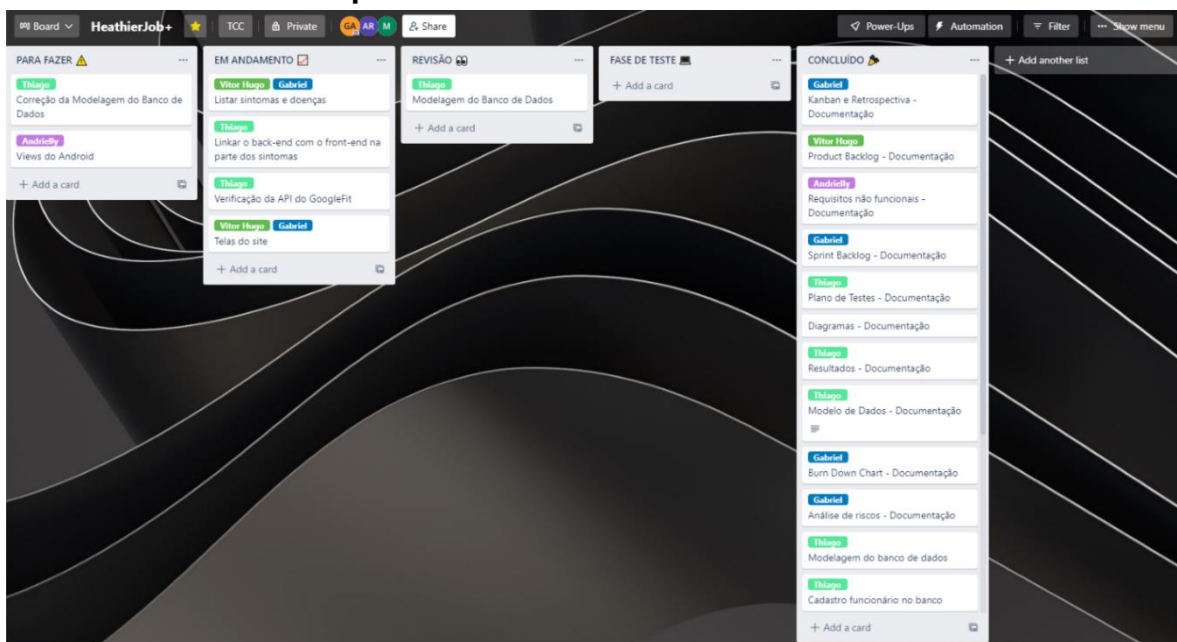 Board HeathierJob+ TCC Private GA AR M Share Power-Ups Automation Filter ... Show menu
PARA FAZER
Thiago
Correção da Modelagem do Banco de
Dados
Andrielly
Views do Android
+ Add a card
EM ANDAMENTO
Vitor Hugo Gabriel
Listar sintomas e doenças
Thiago
Linkar o back-end com o front-end na
parte dos sintomas
Thiago
Verificação da API do GoogleFit
Vitor Hugo Gabriel
Telas do site
+ Add a card
REVISÃO
Thiago
Modelagem do Banco de Dados
+ Add a card
FASE DE TESTE
+ Add a card
CONCLUÍDO
Gabriel
Kanban e Retrospectiva -
Documentação
Vitor Hugo
Product Backlog - Documentação
Andrielly
Requisitos não funcionais -
Documentação
Gabriel
Sprint Backlog - Documentação
Thiago
Plano de Testes - Documentação
Diagramas - Documentação
Thiago
Resultados - Documentação
Thiago
Modelo de Dados - Documentação
Gabriel
Burn Down Chart - Documentação
Gabriel
Análise de riscos - Documentação
Thiago
Modelagem do banco de dados
Thiago
Cadastro funcionário no banco
+ Add a card
+ Add another list